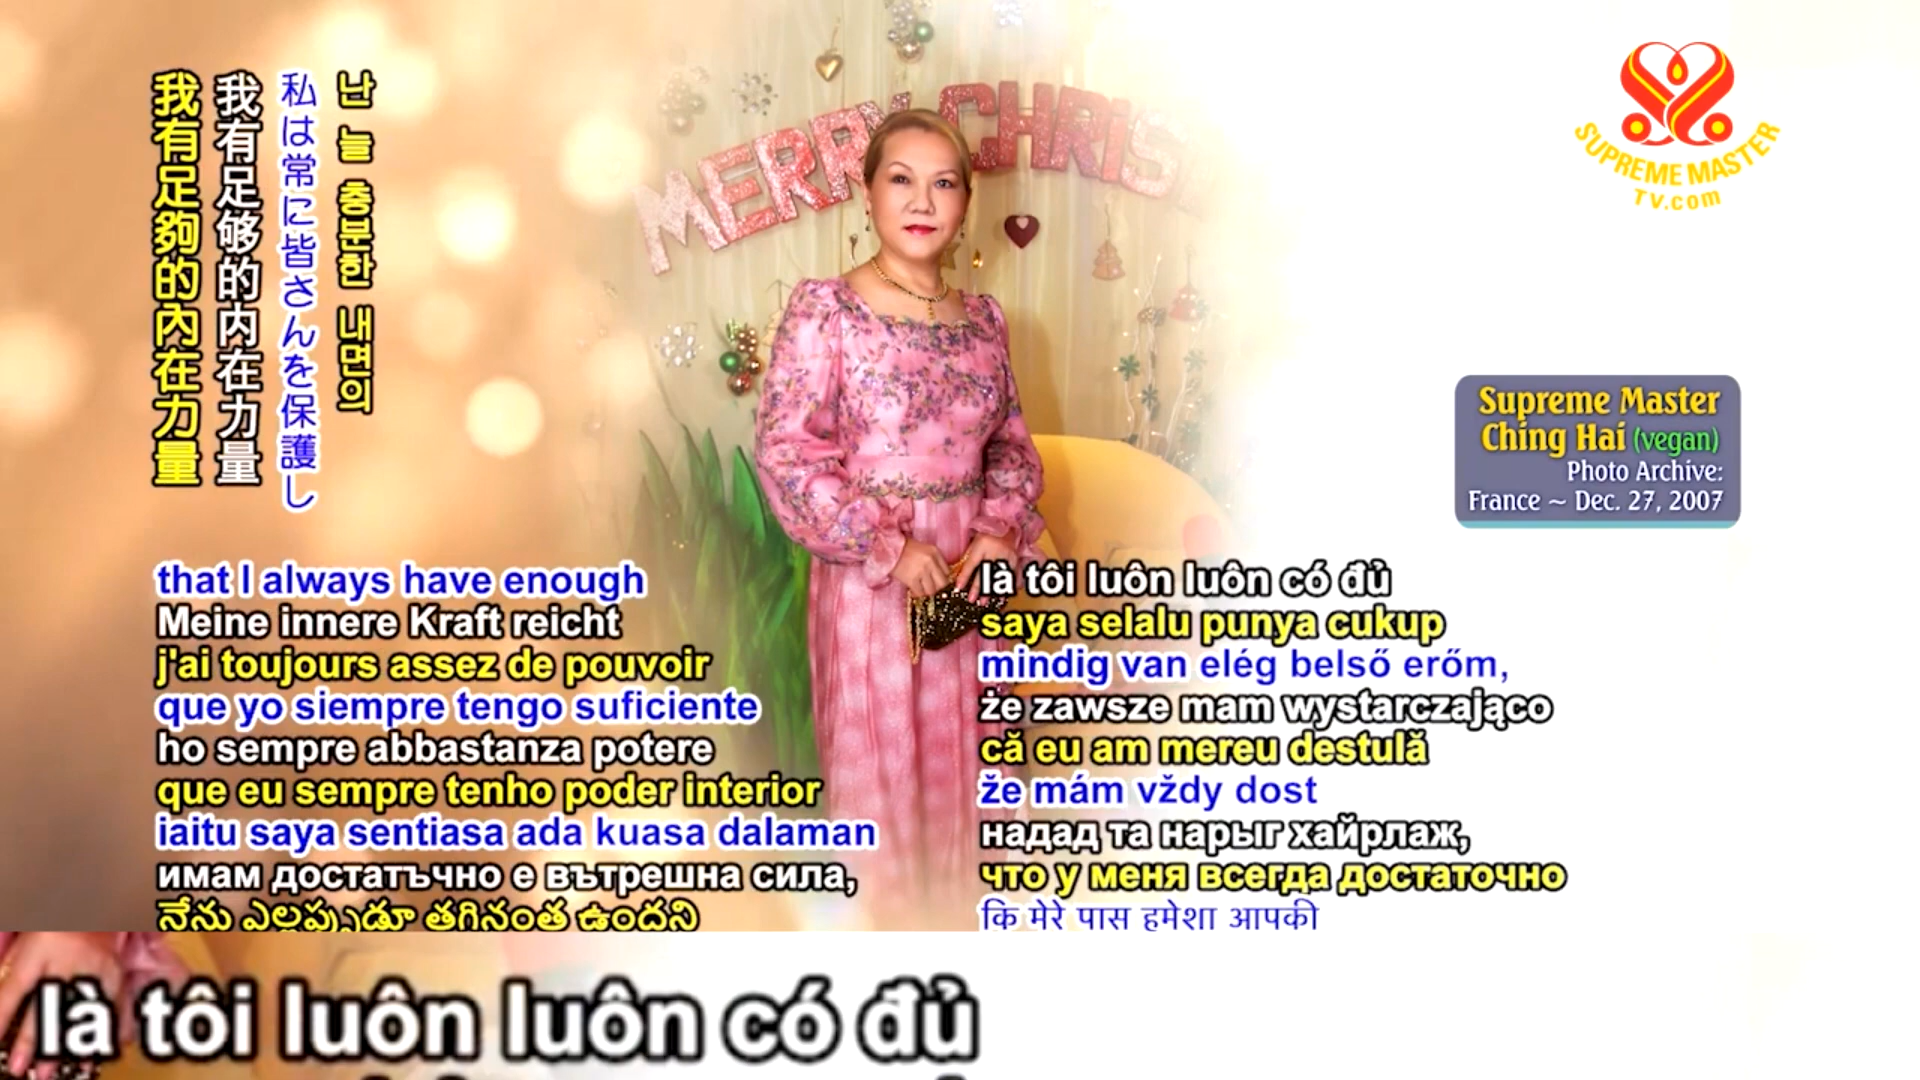 MERRY CHRIS
SUPREME MASTER
TV.com
我有足夠的內在力量
我有足够的内在力量
私は常に皆さんを保護し
난 늘 충분한 내면의
Supreme Master
Ching Hai (vegan)
Photo Archive:
France ~ Dec. 27, 2007
that I always have enough
Meine innere Kraft reicht
j'ai toujours assez de pouvoir
que yo siempre tengo suficiente
ho sempre abbastanza potere
que eu sempre tenho poder interior
iaitu saya sentiasa ada kuasa dalaman
имам достатъчно е вътрешна сила,
నేను ఎల్లప్పుడూ తగినంత ఉందని
là tôi luôn luôn có đủ
saya selalu punya cukup
mindig van elég belső erőm,
że zawsze mam wystarczająco
că eu am mereu destulă
že mám vždy dost
надад та нарыг хайрлаж,
что у меня всегда достаточно
कि मेरे पास हमेशा आपकी
là tôi luôn luôn có đủ